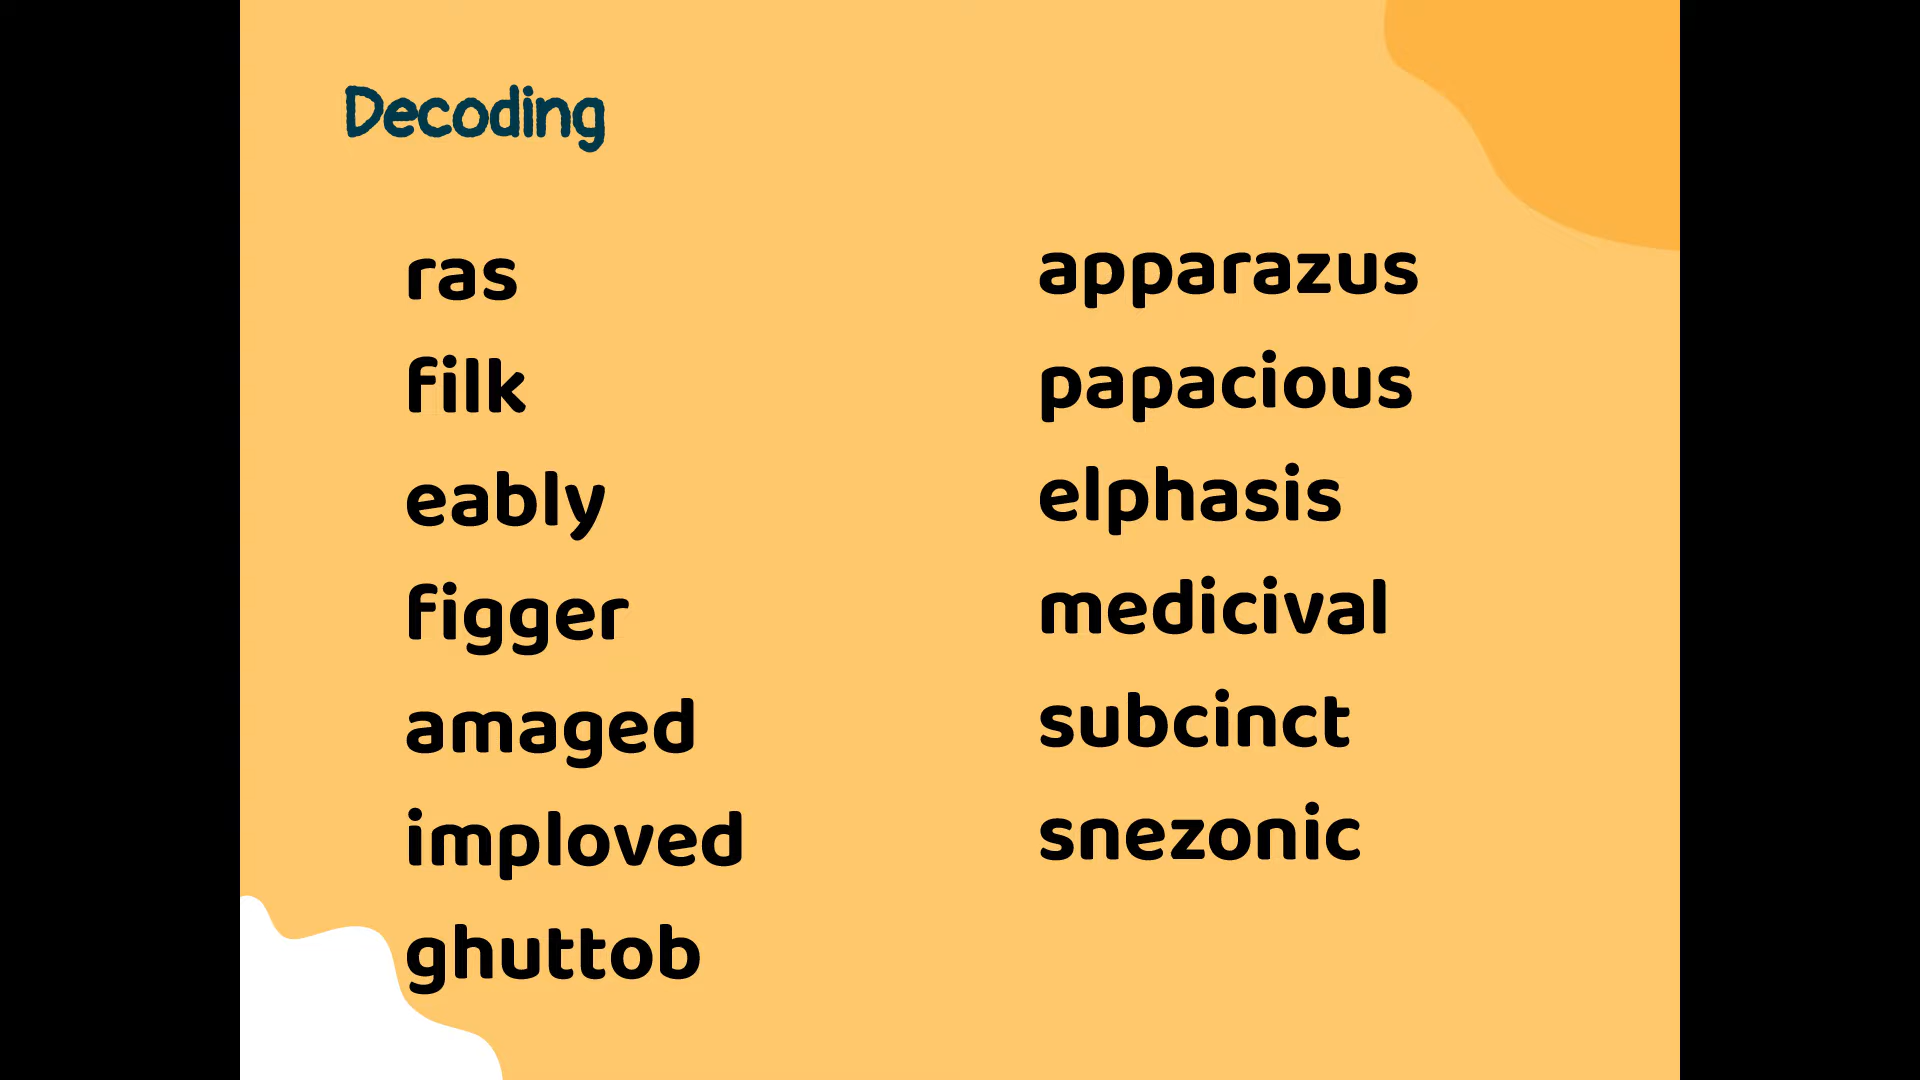 Decoding
ras
filk
eably
figger
amaged
imploved
ghuttob
apparazus
papacious
elphasis
medicival
subcinct
snezonic